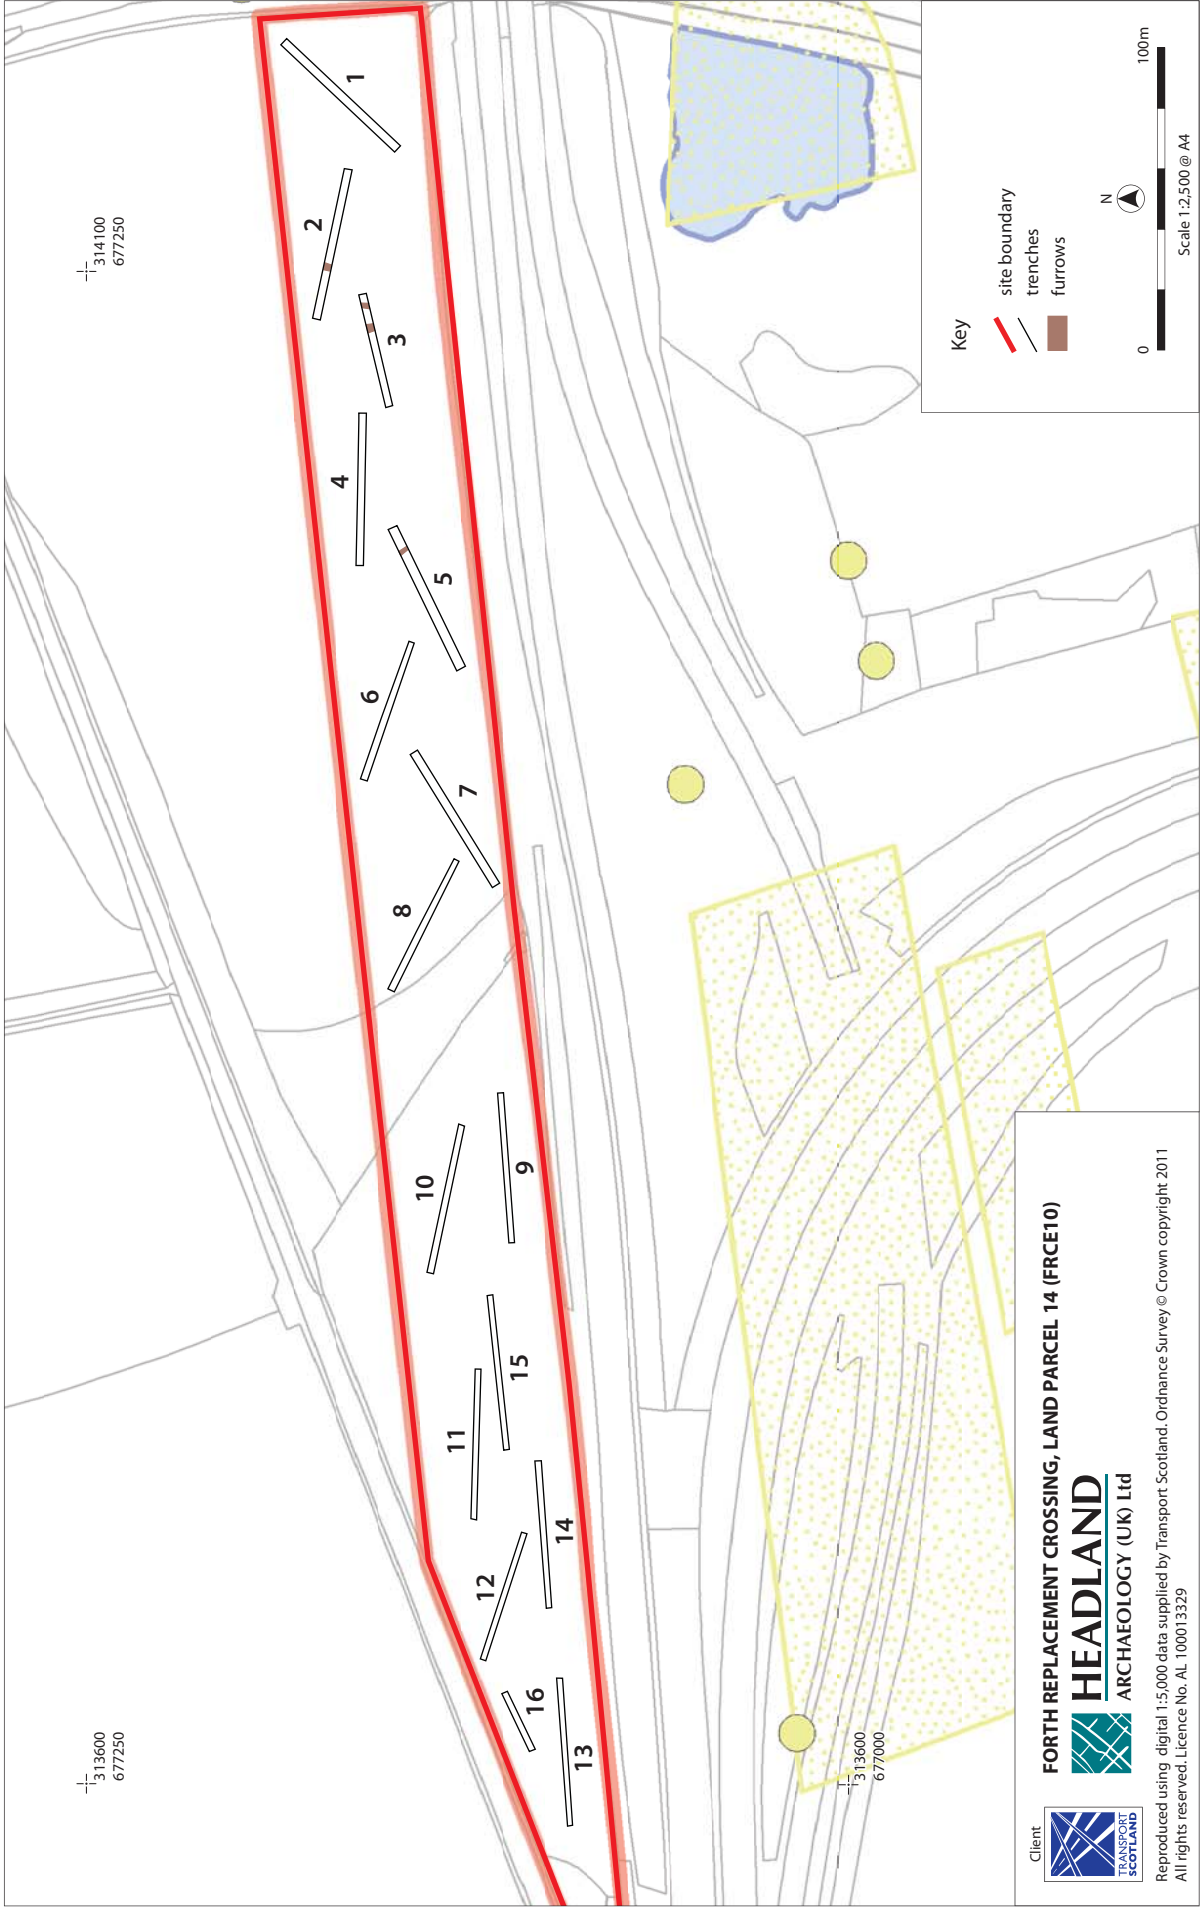 313600
677250
314100
677250
1
2
3
4
5
6
7
8
9
10
11
12
13
14
15
16
313600
677000
Key
site boundary
trenches
furrows
N
0
100m
Scale 1:2,500 @ A4
Client
TRANSPORT
SCOTLAND
FORTH REPLACEMENT CROSSING, LAND PARCEL 14 (FRCE10)
HEADLAND
ARCHAEOLOGY (UK) Ltd
Reproduced using digital 1:5,000 data supplied by Transport Scotland. Ordnance Survey © Crown copyright 2011
All rights reserved. Licence No. AL 100013329